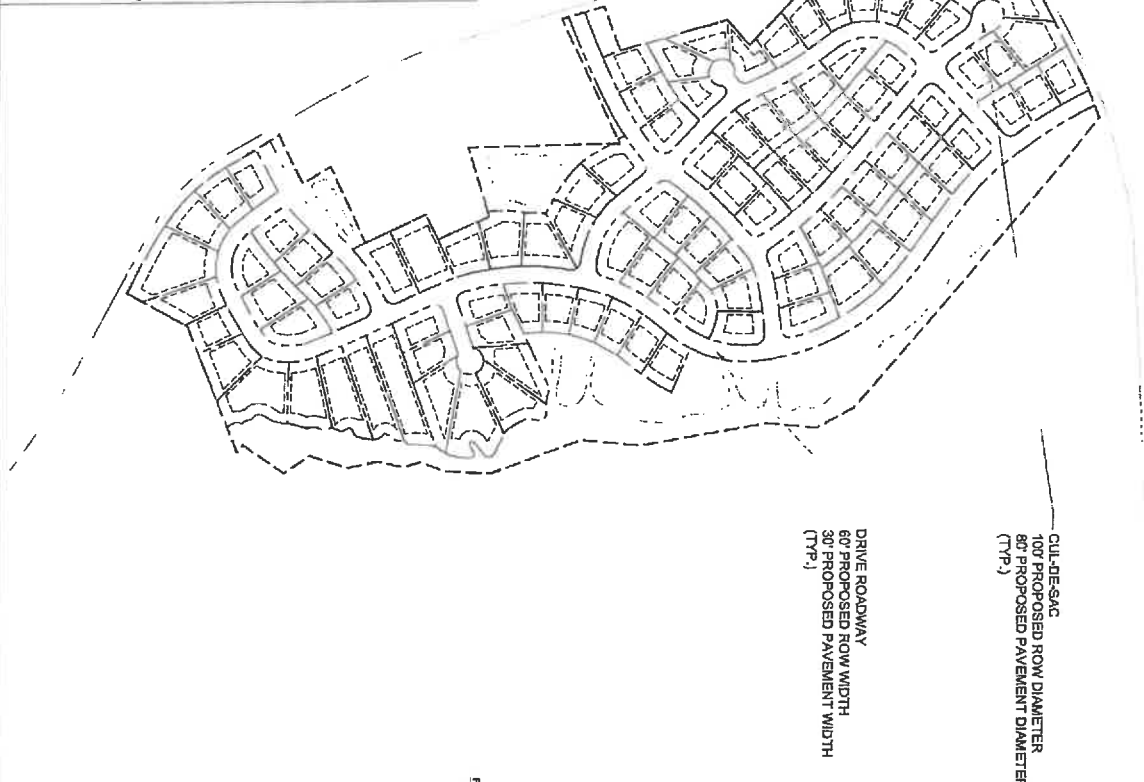 CUL-DE-SAC
100' PROPOSED ROW DIAMETER
80' PROPOSED PAVEMENT DIAMETER
(TYP.)
DRIVE ROADWAY
60' PROPOSED ROW WIDTH
30' PROPOSED PAVEMENT WIDTH
(TYP.)